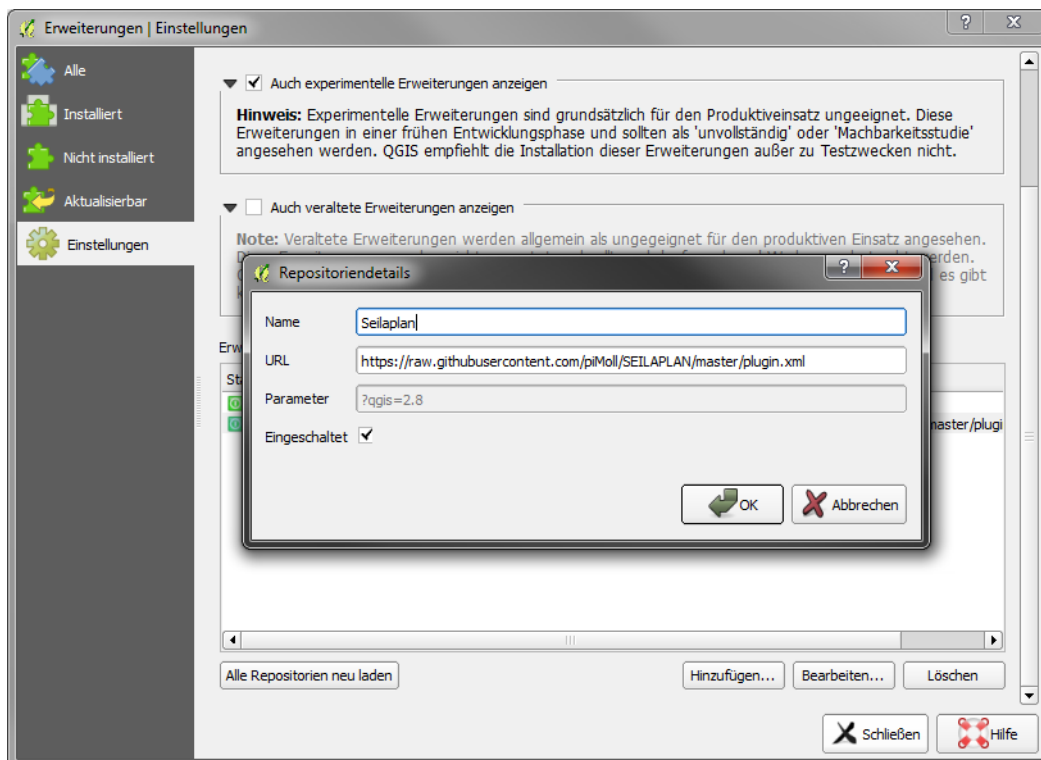 Erweiterungen | Einstellungen
Alle
Installiert
Nicht installiert
Aktualisierbar
Einstellungen
Auch experimentelle Erweiterungen anzeigen
Hinweis: Experimentelle Erweiterungen sind grundsätzlich für den Produktiveinsatz ungeeignet. Diese
Erweiterungen in einer frühen Entwicklungsphase und sollten als 'unvollständig' oder 'Machbarkeitsstudie'
angesehen werden. QGIS empfiehlt die Installation dieser Erweiterungen außer zu Testzwecken nicht.
Auch veraltete Erweiterungen anzeigen
Note: Veraltete Erweiterungen werden allgemein als ungegeignet für den produktiven Einsatz angesehen.
es gibt
Repositoriendetails
Name
Seilaplan
URL
https://raw.githubusercontent.com/piMoll/SEILAPLAN/master/plugin.xml
Parameter
?qgis=2.8
Eingeschaltet
OK
Abbrechen
Erw
St
master/plugi
Alle Repositorien neu laden
Hinzufügen...
Bearbeiten...
Löschen
Schließen
Hilfe